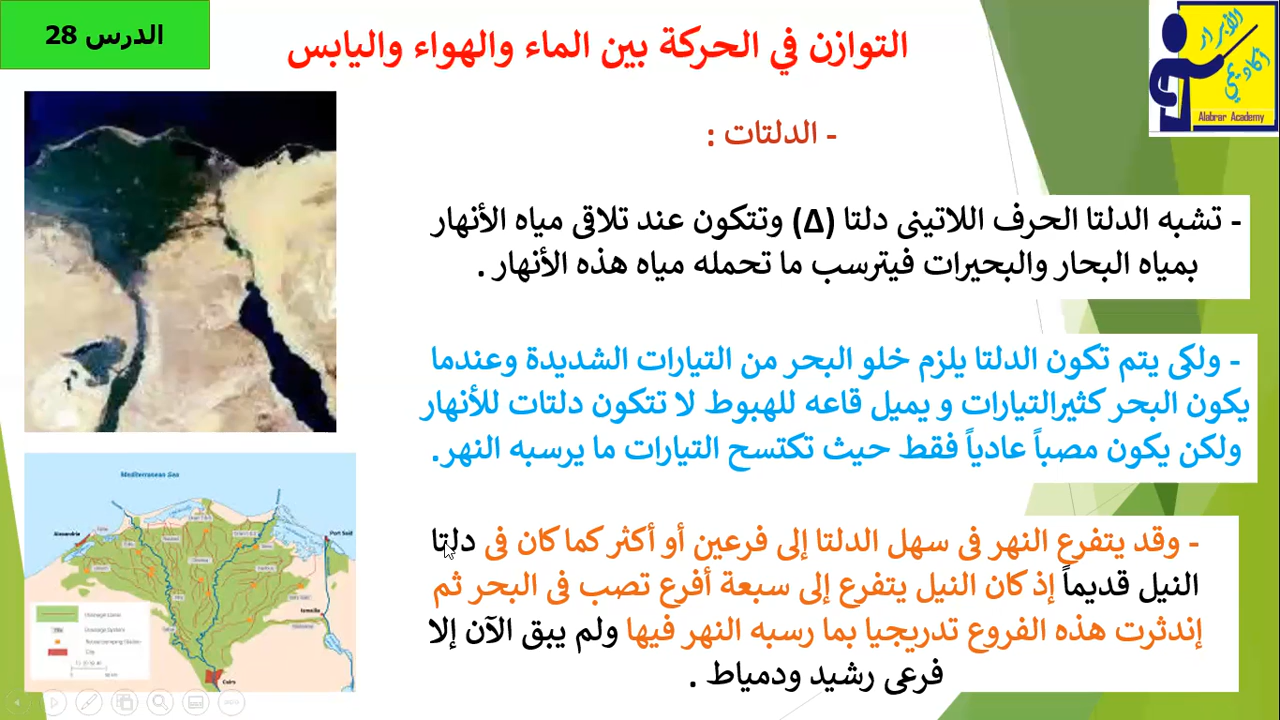 الدرس 28
التوازن في الحركة بين الماء والهواء واليابس
الأبرار
أكاديمي
Alabrar Academy
- الدلتات :
- تشبه الدلتا الحرف اللاتينى دلتا (Δ) وتتكون عند تلاقى مياه الأنهار
بمياه البحار والبحيرات فيترسب ما تحمله مياه هذه الأنهار .
- ولكى يتم تكون الدلتا يلزم خلو البحر من التيارات الشديدة وعندما
يكون البحر كثيرالتيارات و يميل قاعه للهبوط لا تتكون دلتات للأنهار
ولكن يكون مصباً عادياً فقط حيث تكتسح التيارات ما يرسبه النهر.
- وقد يتفرع النهر فى سهل الدلتا إلى فرعين أو أكثر كما كان فى دلتا
النيل قديماً إذ كان النيل يتفرع إلى سبعة أفرع تصب فى البحر ثم
إندثرت هذه الفروع تدريجيا بما رسبه النهر فيها ولم يبق الآن إلا
فرعى رشيد ودمياط .
Mediterranean Sea
Alexandria
Port Said
Ismailia
Cairo